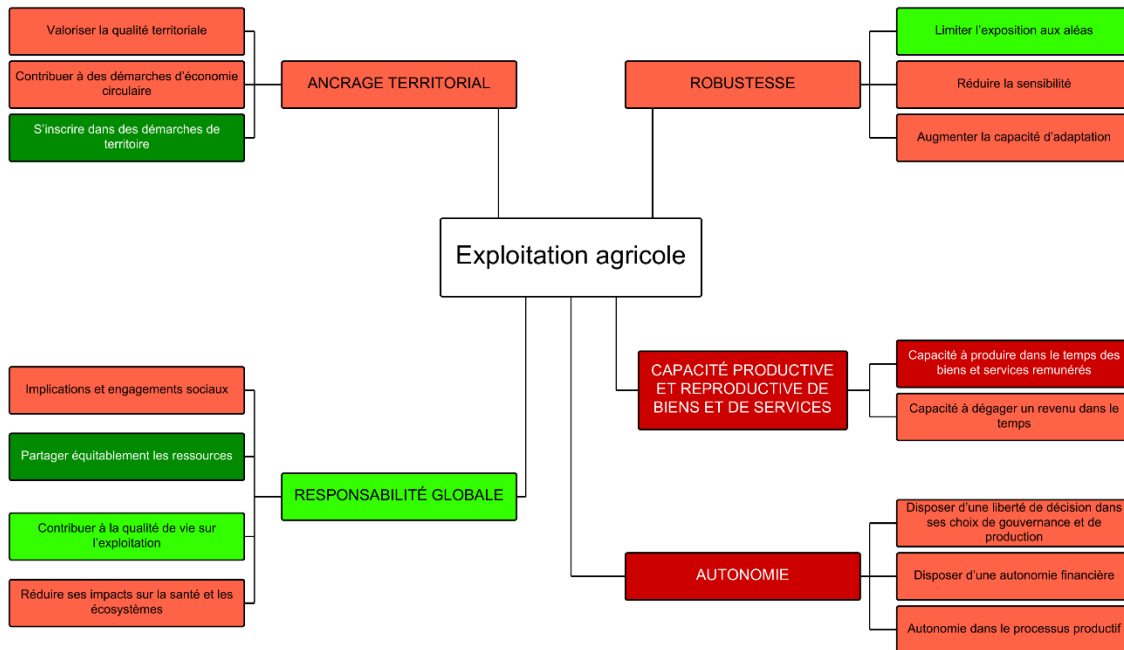 Valoriser la qualité territoriale
Contribuer à des démarches d'économie
circulaire
S'inscrire dans des démarches de
territoire
ANCRAGE TERRITORIAL
ROBUSTESSE
Limiter l'exposition aux aléas
Réduire la sensibilité
Augmenter la capacité d'adaptation
Exploitation agricole
Implications et engagements sociaux
Partager équitablement les ressources
Contribuer à la qualité de vie sur
l'exploitation
Réduire ses impacts sur la santé et les
écosystèmes
RESPONSABILITÉ GLOBALE
CAPACITÉ PRODUCTIVE
ET REPRODUCTIVE DE
BIENS ET DE SERVICES
Capacité à produire dans le temps des
biens et services remunérés
Capacité à dégager un revenu dans le
temps
AUTONOMIE
Disposer d'une liberté de décision dans
ses choix de gouvernance et de
production
Disposer d'une autonomie financière
Autonomie dans le processus productif